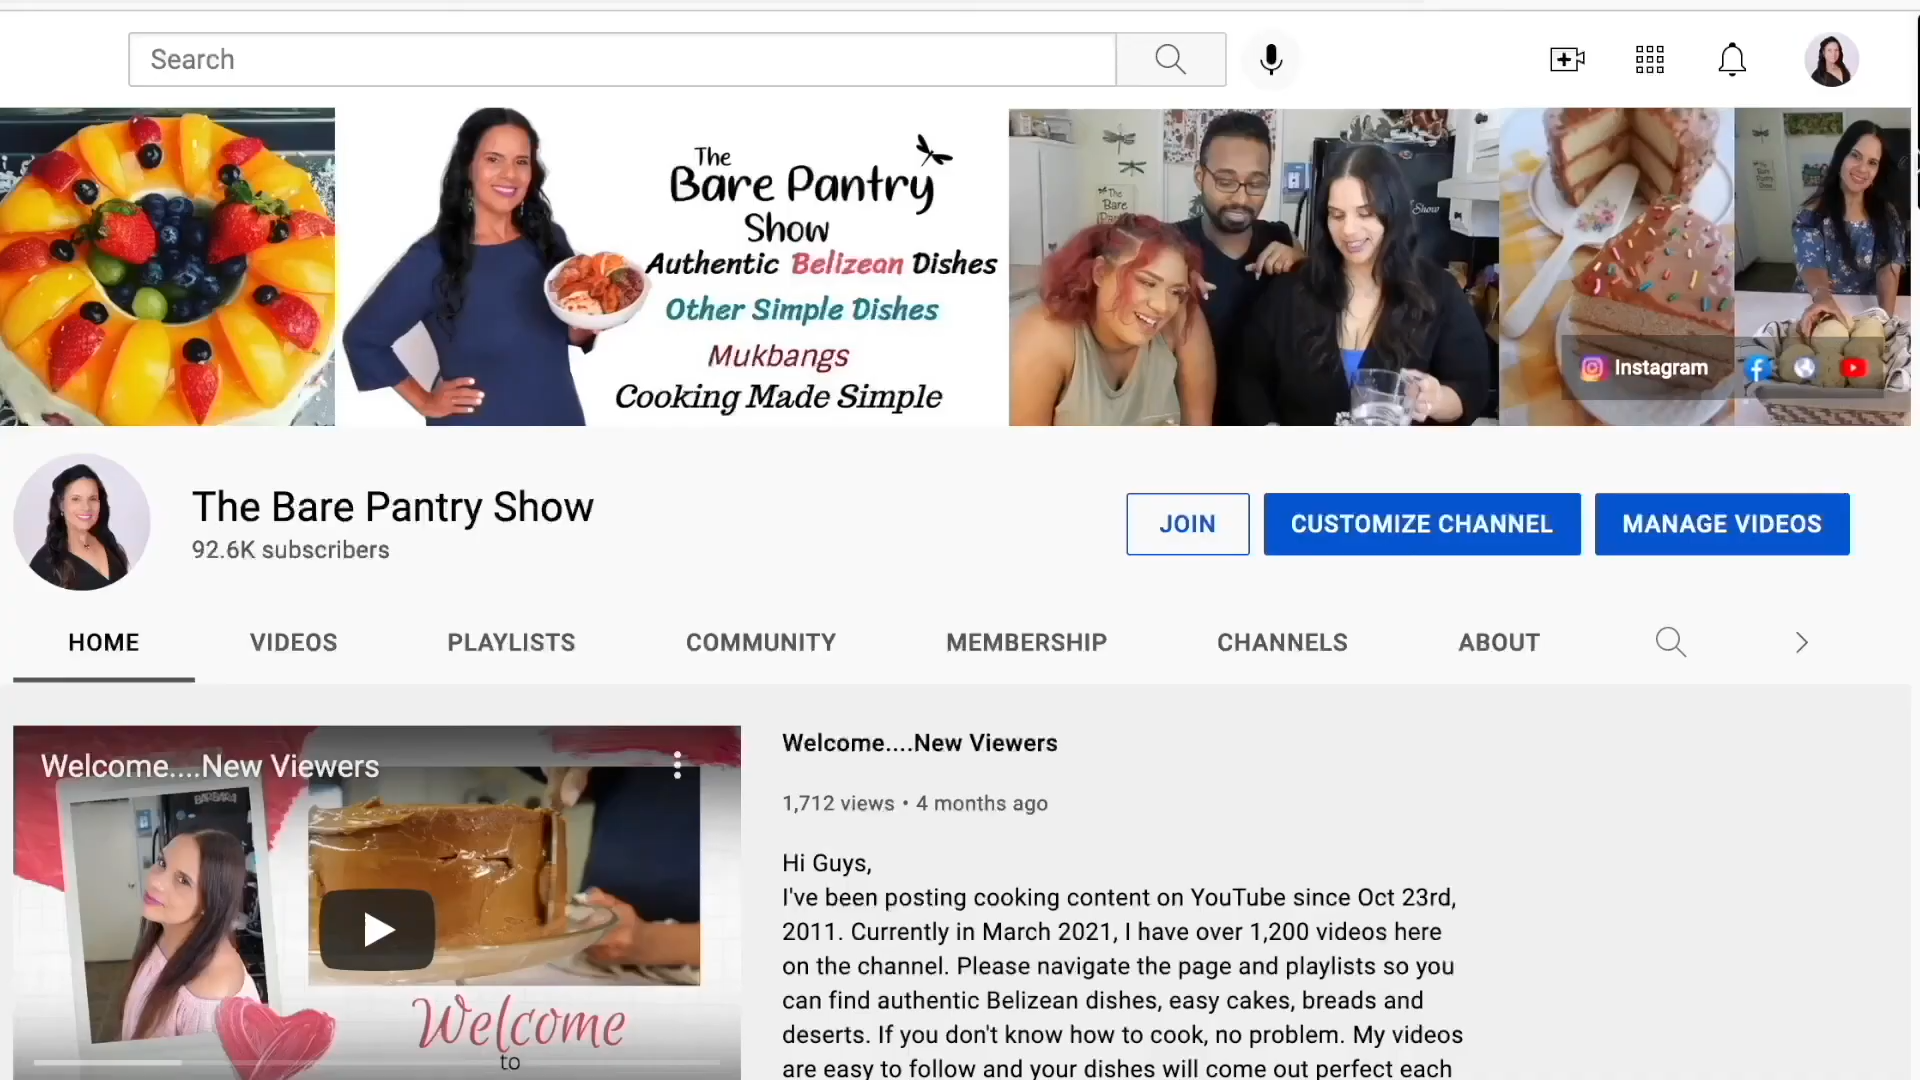 Search
The
Bare Pantry
Show
Authentic Belizean Dishes
Other Simple Dishes
Mukbangs
Cooking Made Simple
The
Bare
Show
Instagram
The Bare Pantry Show
92.6K subscribers
JOIN
CUSTOMIZE CHANNEL
MANAGE VIDEOS
HOME
VIDEOS
PLAYLISTS
COMMUNITY
MEMBERSHIP
CHANNELS
ABOUT
Welcome....New Viewers
BARBARA
Welcome
to
Welcome....New Viewers
1,712 views • 4 months ago
Hi Guys,
I've been posting cooking content on YouTube since Oct 23rd,
2011. Currently in March 2021, I have over 1,200 videos here
on the channel. Please navigate the page and playlists so you
can find authentic Belizean dishes, easy cakes, breads and
deserts. If you don't know how to cook, no problem. My videos
are easy to follow and your dishes will come out perfect each